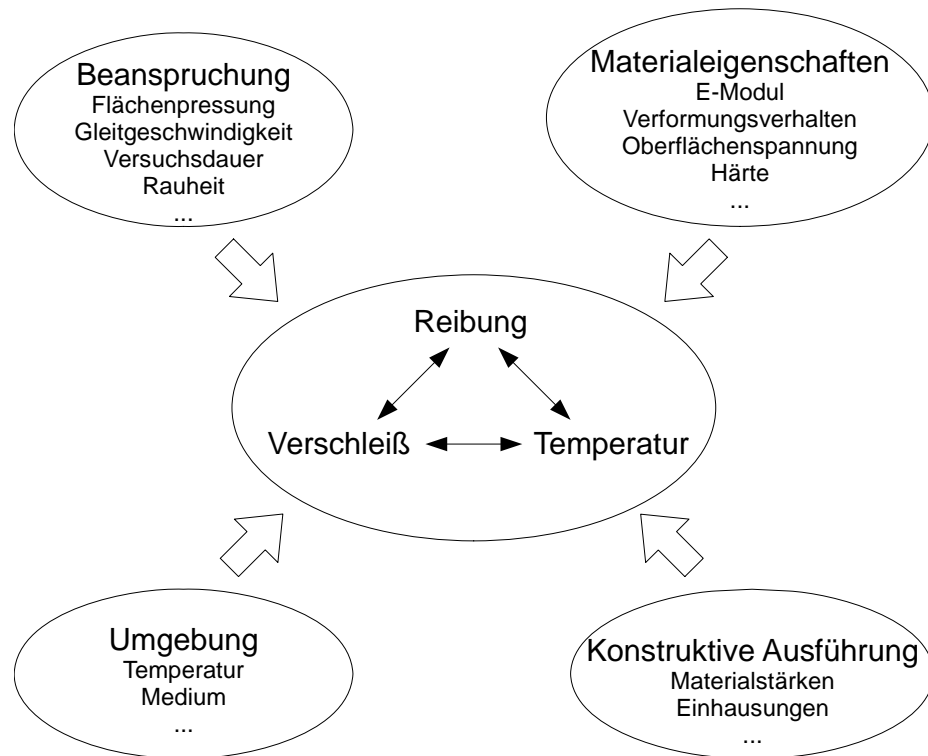 Beanspruchung
Flächenpressung
Gleitgeschwindigkeit
Versuchsdauer
Rauheit
...
Materialeigenschaften
E-Modul
Verformungsverhalten
Oberflächenspannung
Härte
...
Reibung
Verschleiß
Temperatur
Umgebung
Temperatur
Medium
...
Konstruktive Ausführung
Materialstärken
Einhausungen
...